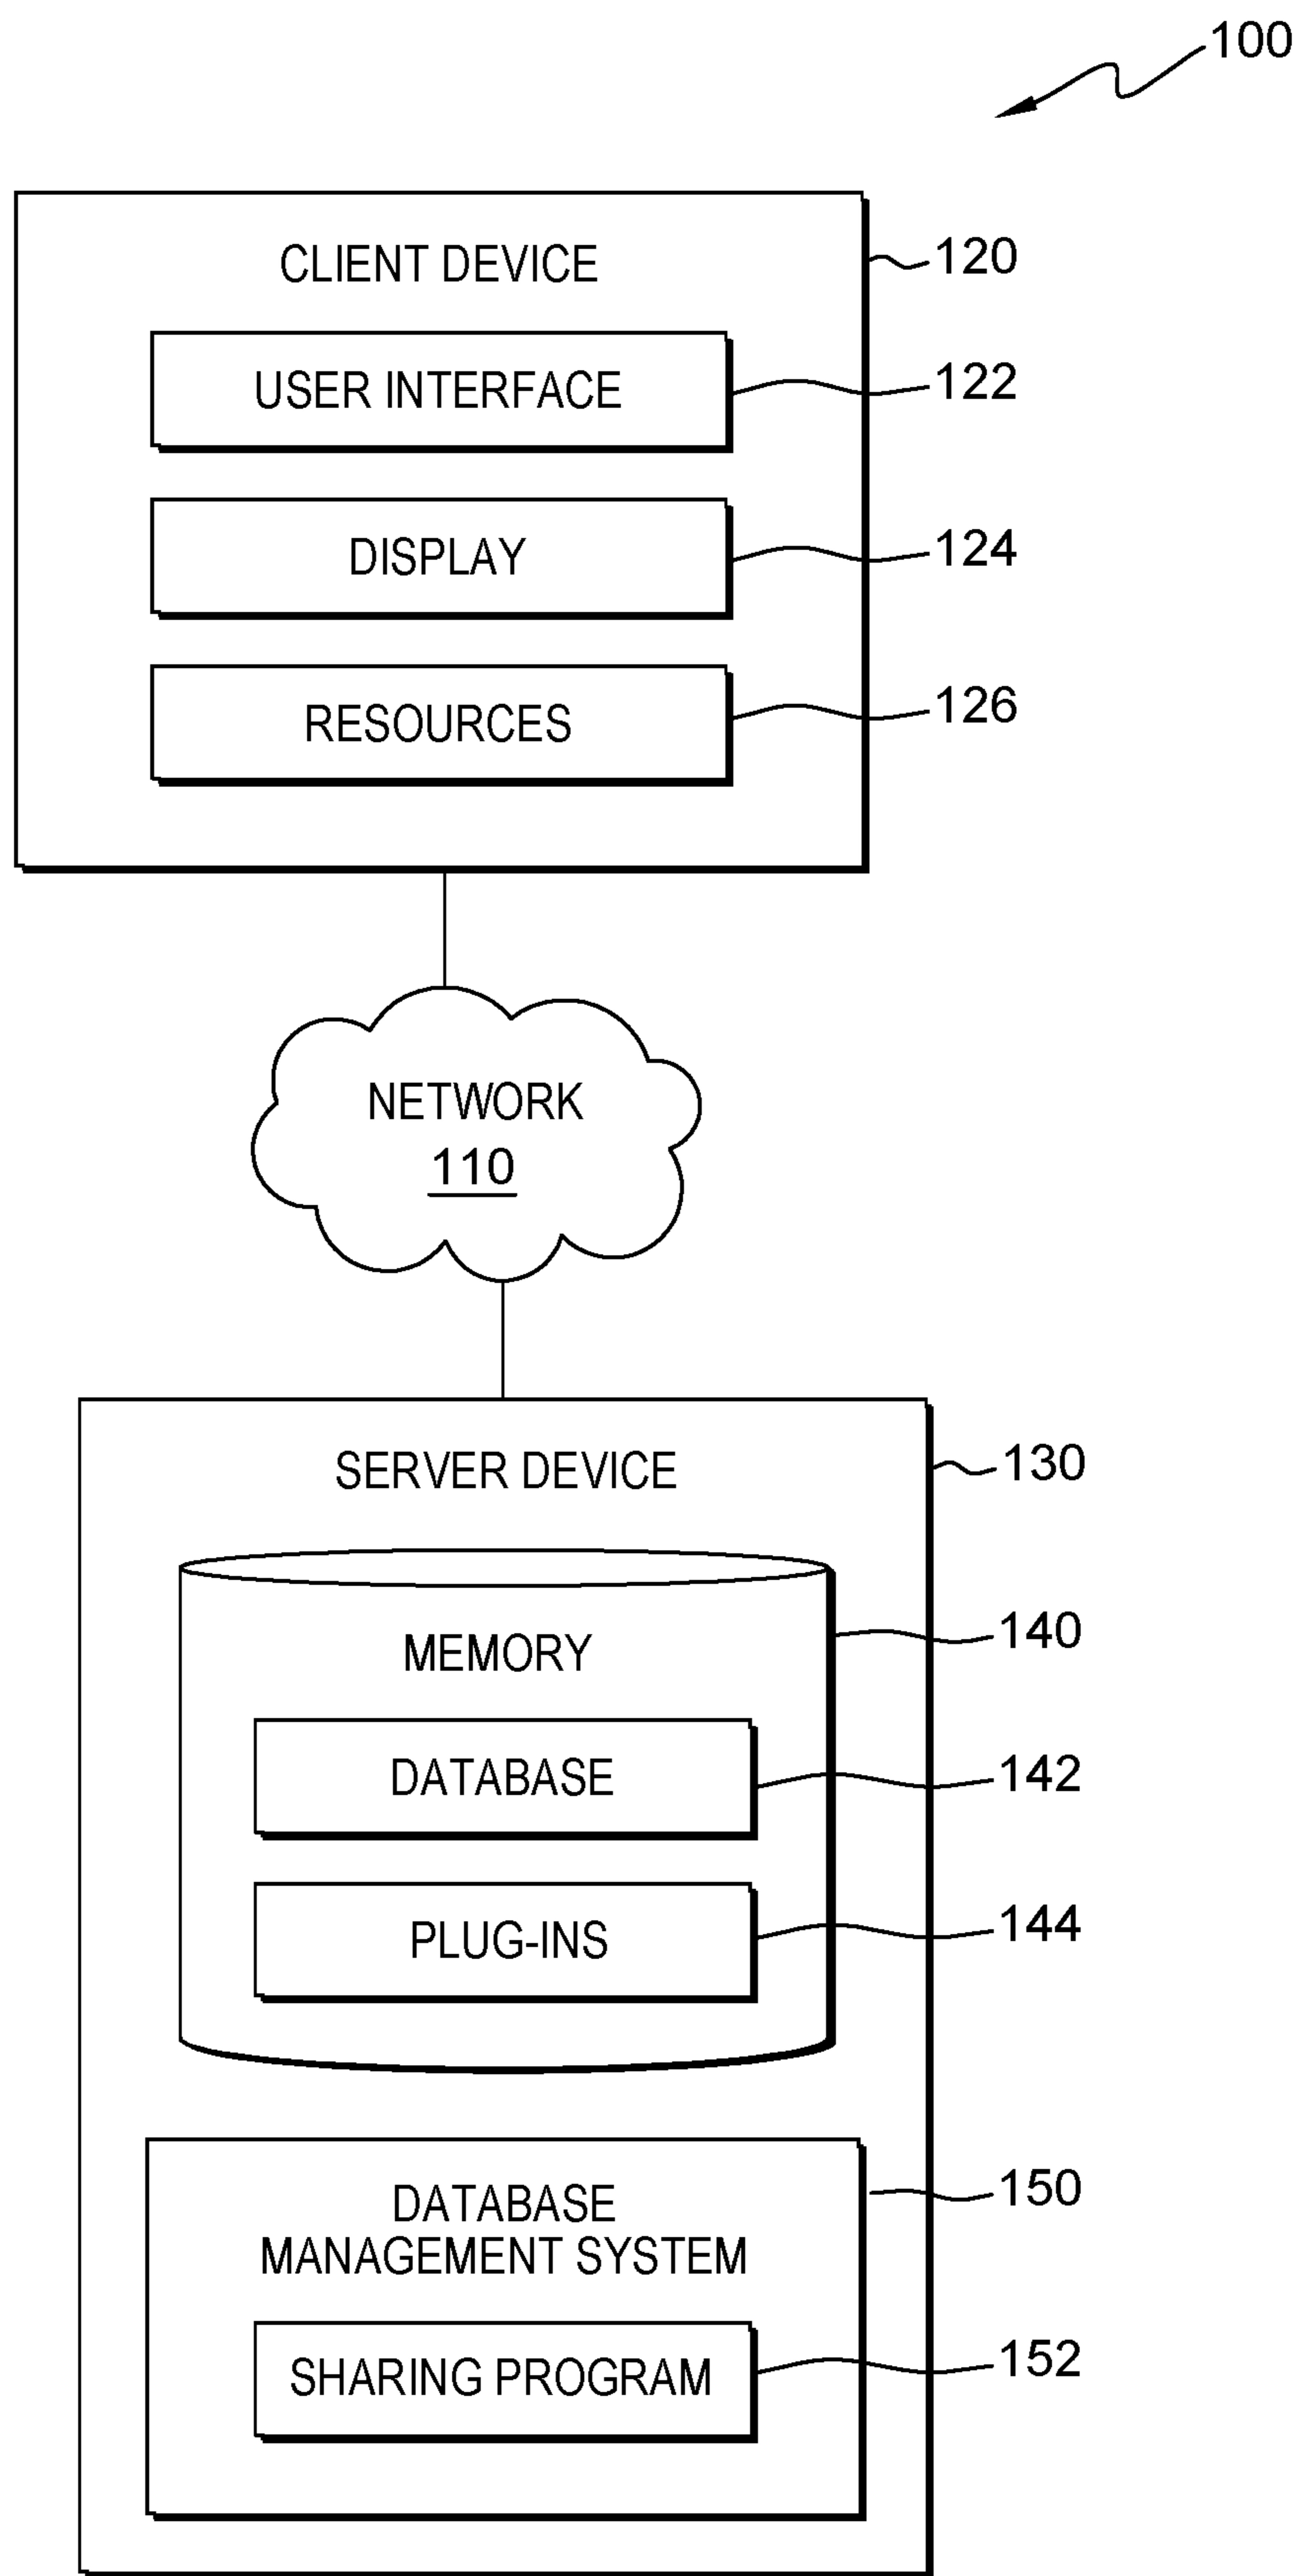 100
CLIENT DEVICE
120
USER INTERFACE
122
DISPLAY
124
RESOURCES
126
NETWORK
110
SERVER DEVICE
130
MEMORY
140
DATABASE
142
PLUG-INS
144
DATABASE
MANAGEMENT SYSTEM
150
SHARING PROGRAM
152